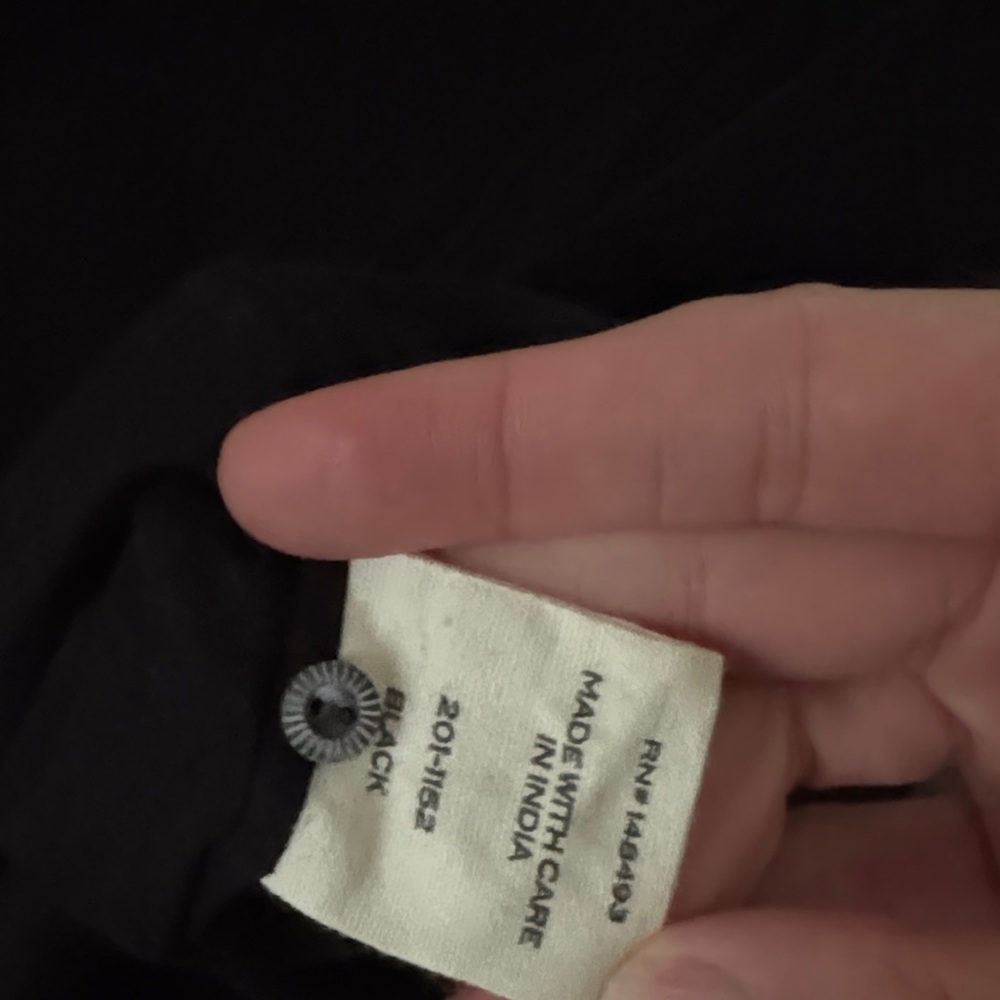 RN# 148493
MADE WITH CARE
IN INDIA
201-1152
BLACK